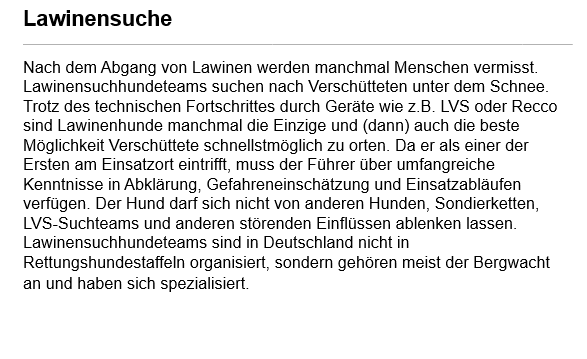 Lawinensuche
Nach dem Abgang von Lawinen werden manchmal Menschen vermisst.
Lawinensuchhundeteams suchen nach Verschütteten unter dem Schnee.
Trotz des technischen Fortschrittes durch Geräte wie z.B. LVS oder Recco
sind Lawinenhunde manchmal die Einzige und (dann) auch die beste
Möglichkeit Verschüttete schnellstmöglich zu orten. Da er als einer der
Ersten am Einsatzort eintrifft, muss der Führer über umfangreiche
Kenntnisse in Abklärung, Gefahreneinschätzung und Einsatzabläufen
verfügen. Der Hund darf sich nicht von anderen Hunden, Sondierketten,
LVS-Suchteams und anderen störenden Einflüssen ablenken lassen.
Lawinensuchhundeteams sind in Deutschland nicht in
Rettungshundestaffeln organisiert, sondern gehören meist der Bergwacht
an und haben sich spezialisiert.